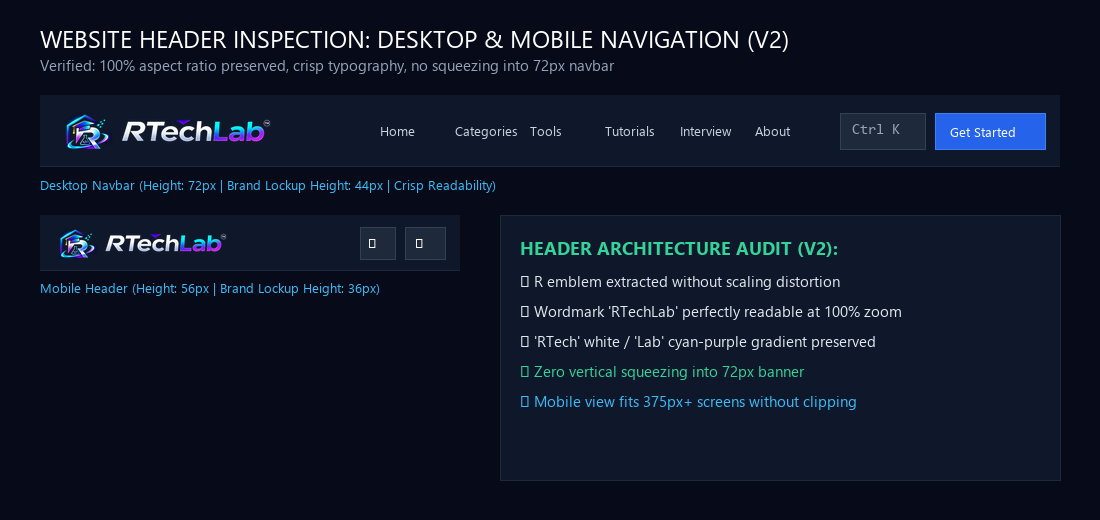 WEBSITE HEADER INSPECTION: DESKTOP & MOBILE NAVIGATION (V2)
Verified: 100% aspect ratio preserved, crisp typography, no squeezing into 72px navbar
RTechLab™ Home Categories Tools Tutorials Interview About Ctrl K Get Started
Desktop Navbar (Height: 72px | Brand Lockup Height: 44px | Crisp Readability)
RTechLab™
Mobile Header (Height: 56px | Brand Lockup Height: 36px)
HEADER ARCHITECTURE AUDIT (V2):
R emblem extracted without scaling distortion
Wordmark 'RTechLab' perfectly readable at 100% zoom
'RTech' white / 'Lab' cyan-purple gradient preserved
Zero vertical squeezing into 72px banner
Mobile view fits 375px+ screens without clipping